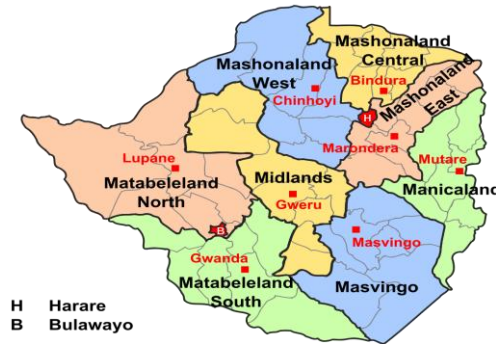 Mashonaland
Central
Bindura
Mashonaland
West
Chinhoyi
Mashonaland
East
H
Marondera
Mutare
Manicaland
Lupane
Matabeleland
North
Midlands
Gweru
B
Masvingo
Gwanda
Matabeleland
South
Masvingo
H Harare
B Bulawayo